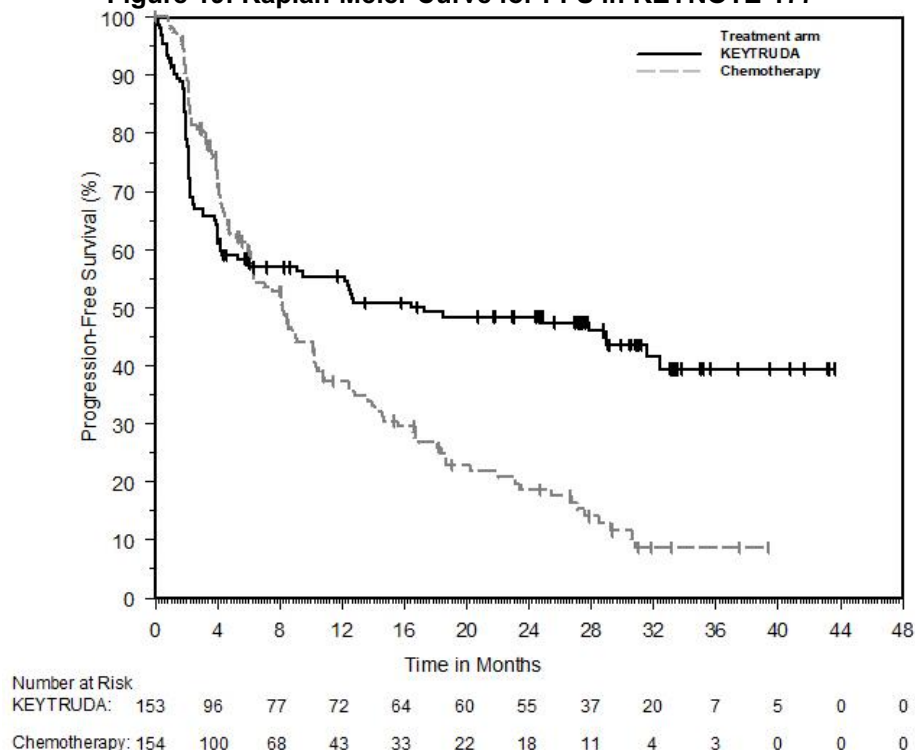 Kaplan-Meier Curve for PFS in KEYNOTE-177
Treatment arm
KEYTRUDA
Chemotherapy
100
90
80
70
60
50
40
30
20
10
0
Progression-Free Survival (%)
0 4 8 12 16 20 24 28 32 36 40 44 48
Time in Months
Number at Risk
KEYTRUDA: 153 96 77 72 64 60 55 37 20 7 5 0 0
Chemotherapy: 154 100 68 43 33 22 18 11 4 3 0 0 0